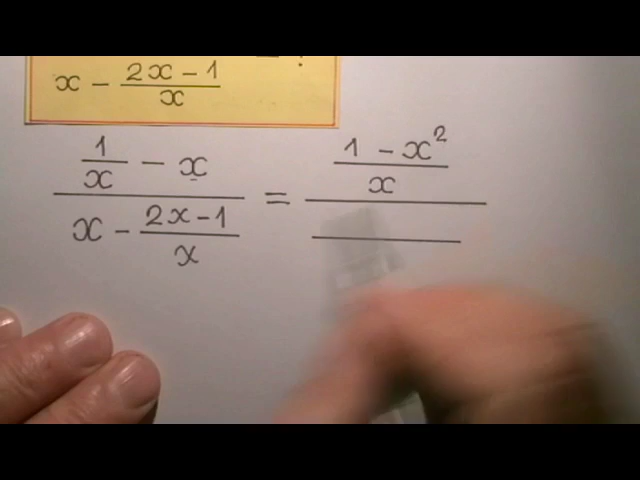 = ?
x - (2x - 1)/x
(1/x - x)/(x - (2x - 1)/x) = ((1 - x²)/x)/